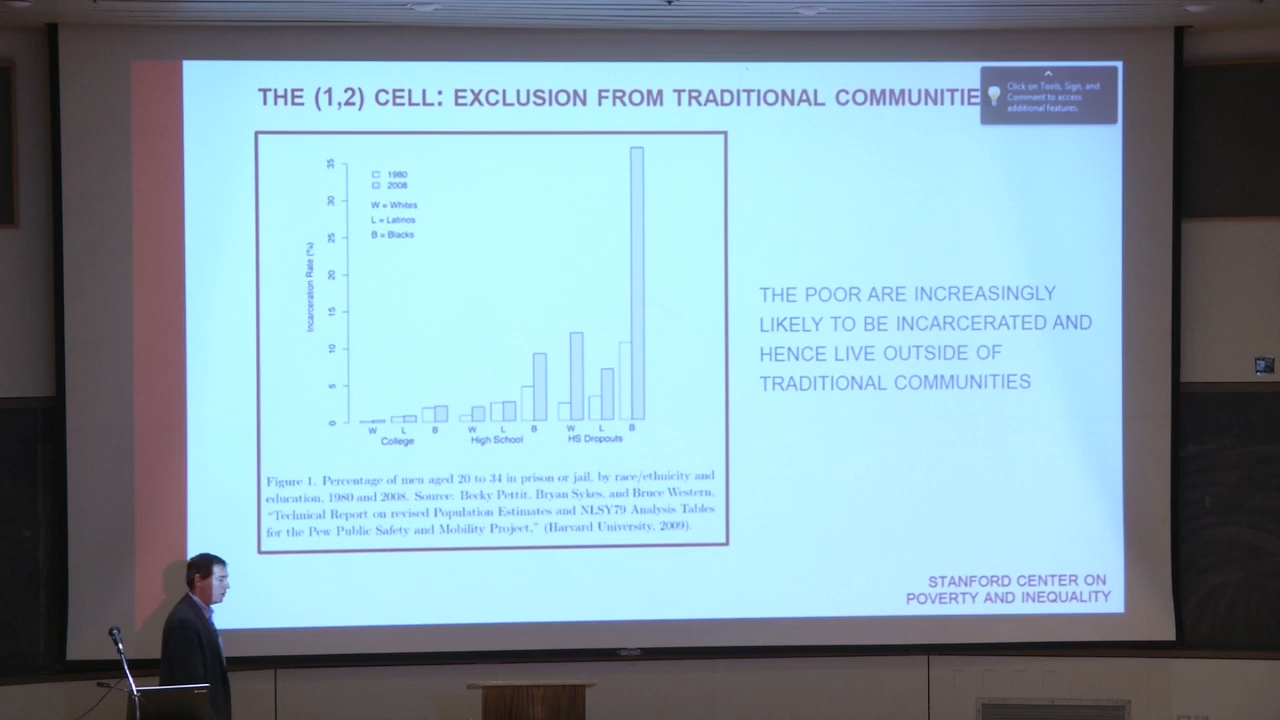 THE (1,2) CELL: EXCLUSION FROM TRADITIONAL COMMUNITIE
Click on Tools, Sign, and
Comment to access
additional features.
35
30
25
20
15
10
5
0
Incarceration Rate (%)
1980
2008
W = Whites
L = Latinos
B = Blacks
W L B W L B W L B
College High School HS Dropouts
Figure 1. Percentage of men aged 20 to 34 in prison or jail, by race/ethnicity and
education, 1980 and 2008. Source: Becky Pettit, Bryan Sykes, and Bruce Western,
“Technical Report on revised Population Estimates and NLSY79 Analysis Tables
for the Pew Public Safety and Mobility Project,” (Harvard University, 2009).
THE POOR ARE INCREASINGLY
LIKELY TO BE INCARCERATED AND
HENCE LIVE OUTSIDE OF
TRADITIONAL COMMUNITIES
STANFORD CENTER ON
POVERTY AND INEQUALITY